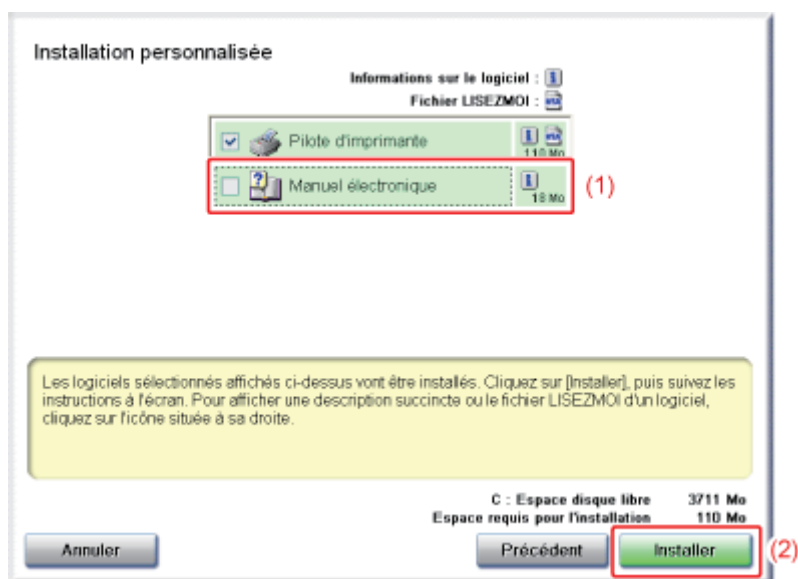 Installation personnalisée
Informations sur le logiciel :
Fichier LISEZMOI :
Pilote d'imprimante
110 Mo
Manuel électronique
18 Mo
(1)
Les logiciels sélectionnés affichés ci-dessus vont être installés. Cliquez sur [Installer], puis suivez les
instructions à l'écran. Pour afficher une description succincte ou le fichier LISEZMOI d'un logiciel,
cliquez sur l'icône située à sa droite.
C : Espace disque libre 3711 Mo
Espace requis pour l'installation 110 Mo
Annuler Précédent Installer (2)